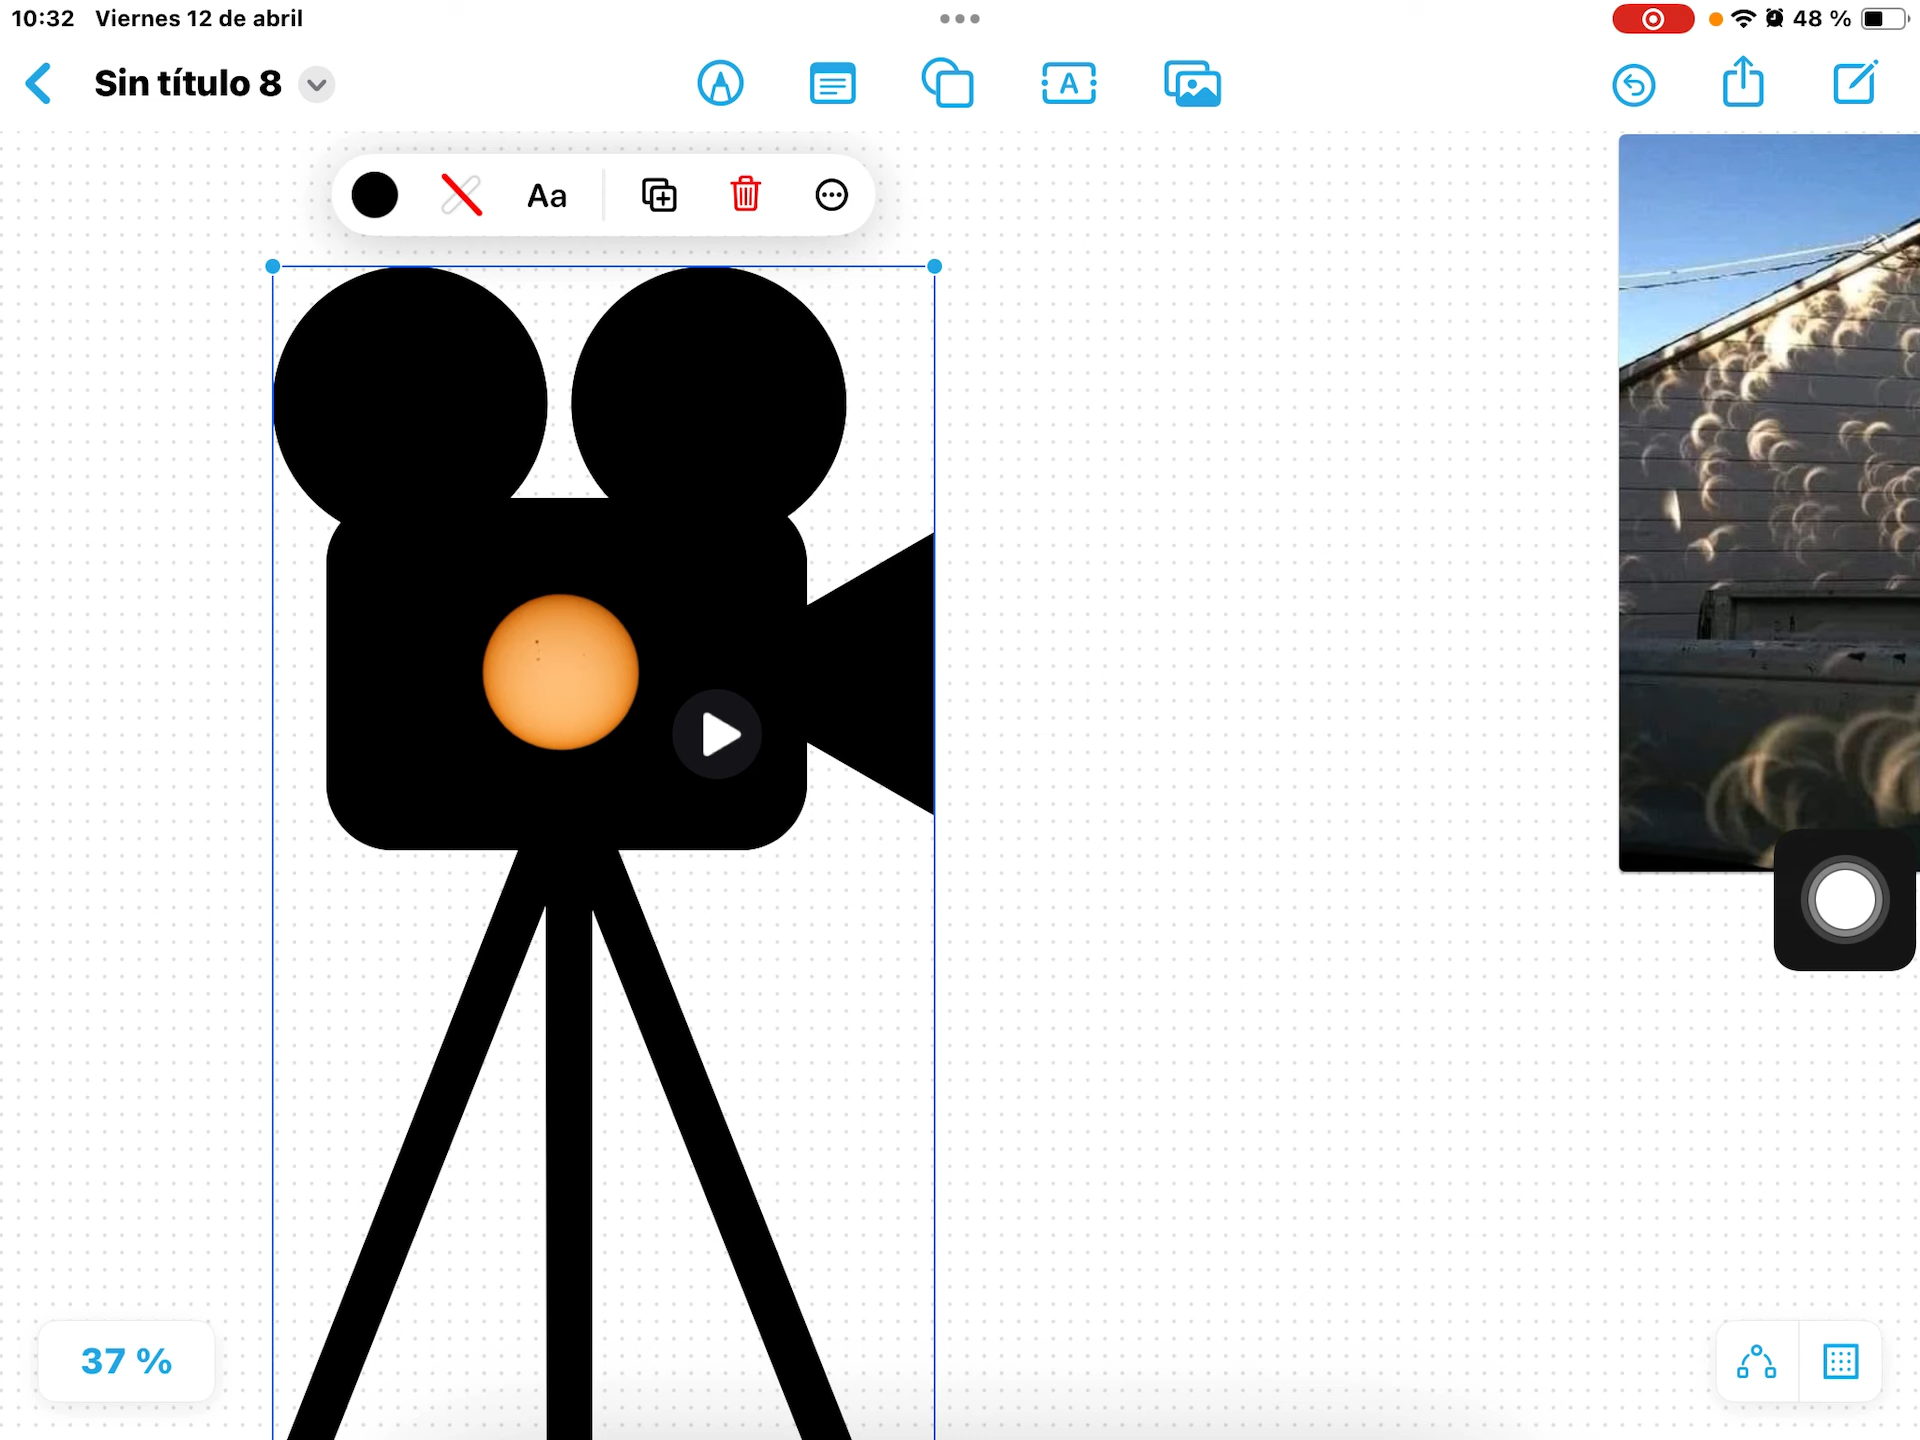 10:32 Viernes 12 de abril
48 %
Sin título 8
A
Aa
37 %